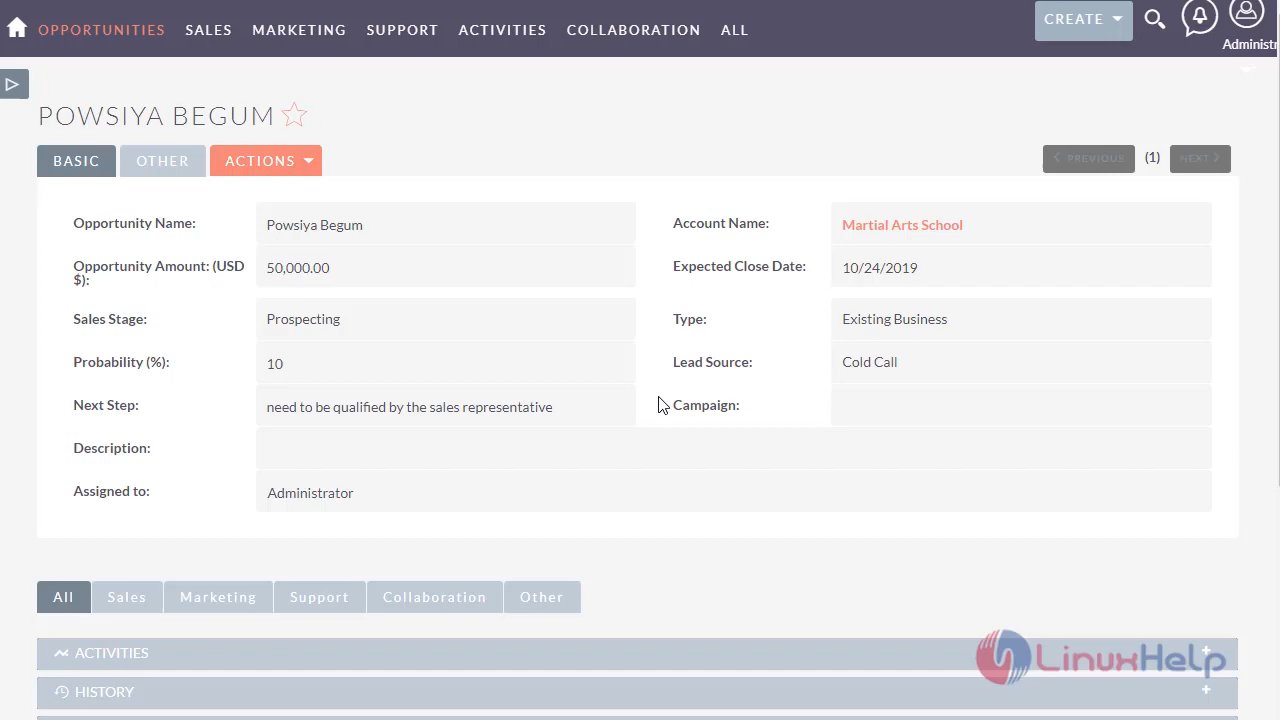 OPPORTUNITIES SALES MARKETING SUPPORT ACTIVITIES COLLABORATION ALL CREATE
Administr
POWSIYA BEGUM
BASIC OTHER ACTIONS PREVIOUS (1) NEXT
Opportunity Name: Powsiya Begum Account Name: Martial Arts School
Opportunity Amount: (USD $): 50,000.00 Expected Close Date: 10/24/2019
Sales Stage: Prospecting Type: Existing Business
Probability (%): 10 Lead Source: Cold Call
Next Step: need to be qualified by the sales representative Campaign:
Description:
Assigned to: Administrator
All Sales Marketing Support Collaboration Other
ACTIVITIES +
HISTORY +
LinuxHelp